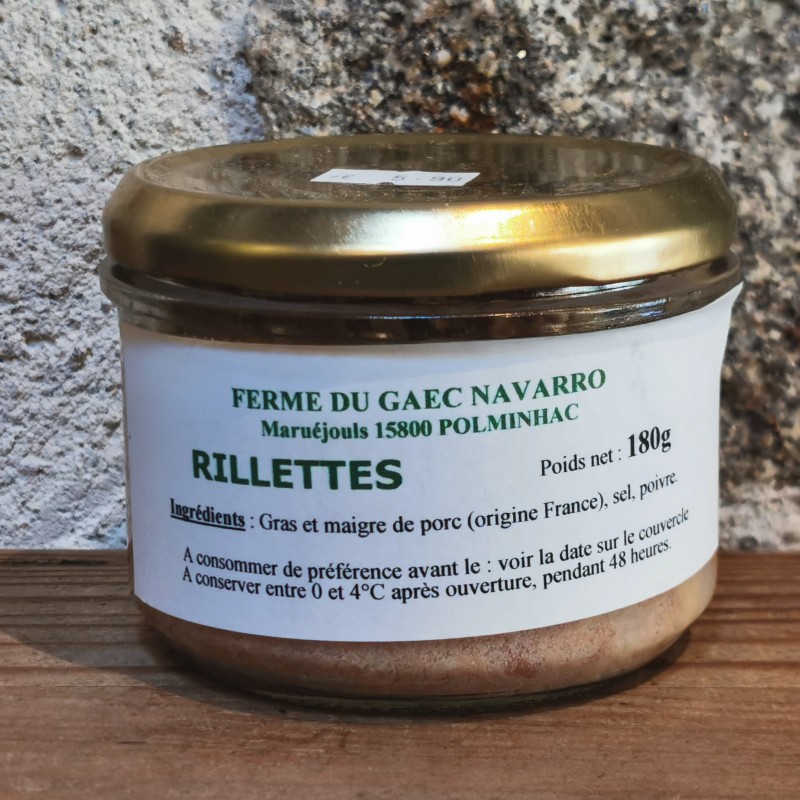 5.90
FERME DU GAEC NAVARRO
Maruéjouls 15800 POLMINHAC
RILLETTES
Poids net : 180g
Ingrédients : Gras et maigre de porc (origine France), sel, poivre.
A consommer de préférence avant le : voir la date sur le couvercle
A conserver entre 0 et 4°C après ouverture, pendant 48 heures.